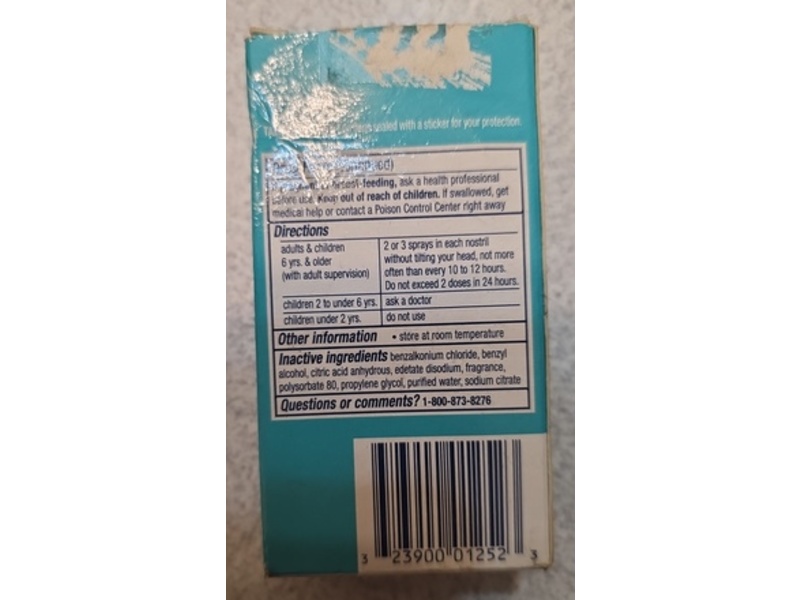 sealed with a sticker for your protection.
breast-feeding, ask a health professional
before use. Keep out of reach of children. If swallowed, get
medical help or contact a Poison Control Center right away
Directions
adults & children
6 yrs. & older
(with adult supervision)
2 or 3 sprays in each nostril
without tilting your head, not more
often than every 10 to 12 hours.
Do not exceed 2 doses in 24 hours.
children 2 to under 6 yrs. ask a doctor
children under 2 yrs. do not use
Other information • store at room temperature
Inactive ingredients benzalkonium chloride, benzyl
alcohol, citric acid anhydrous, edetate disodium, fragrance,
polysorbate 80, propylene glycol, purified water, sodium citrate
Questions or comments? 1-800-873-8276
3 23900 01252 3